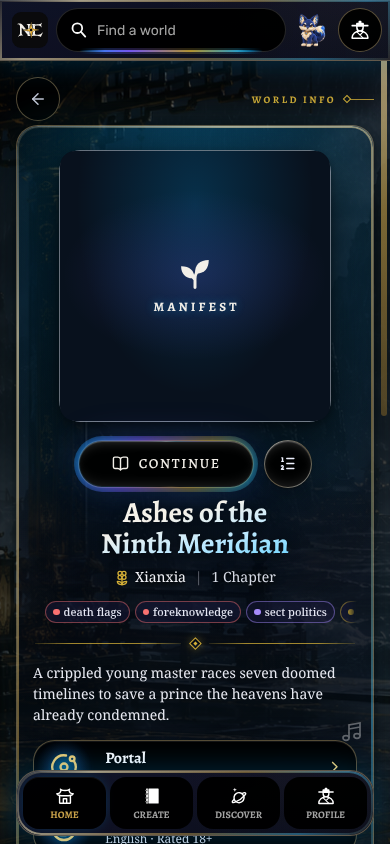 NE
Find a world
WORLD INFO
MANIFEST
CONTINUE
Ashes of the
Ninth Meridian
Xianxia | 1 Chapter
death flags
foreknowledge
sect politics
A crippled young master races seven doomed
timelines to save a prince the heavens have
already condemned.
Portal
HOME
CREATE
DISCOVER
PROFILE
English · Rated 18+